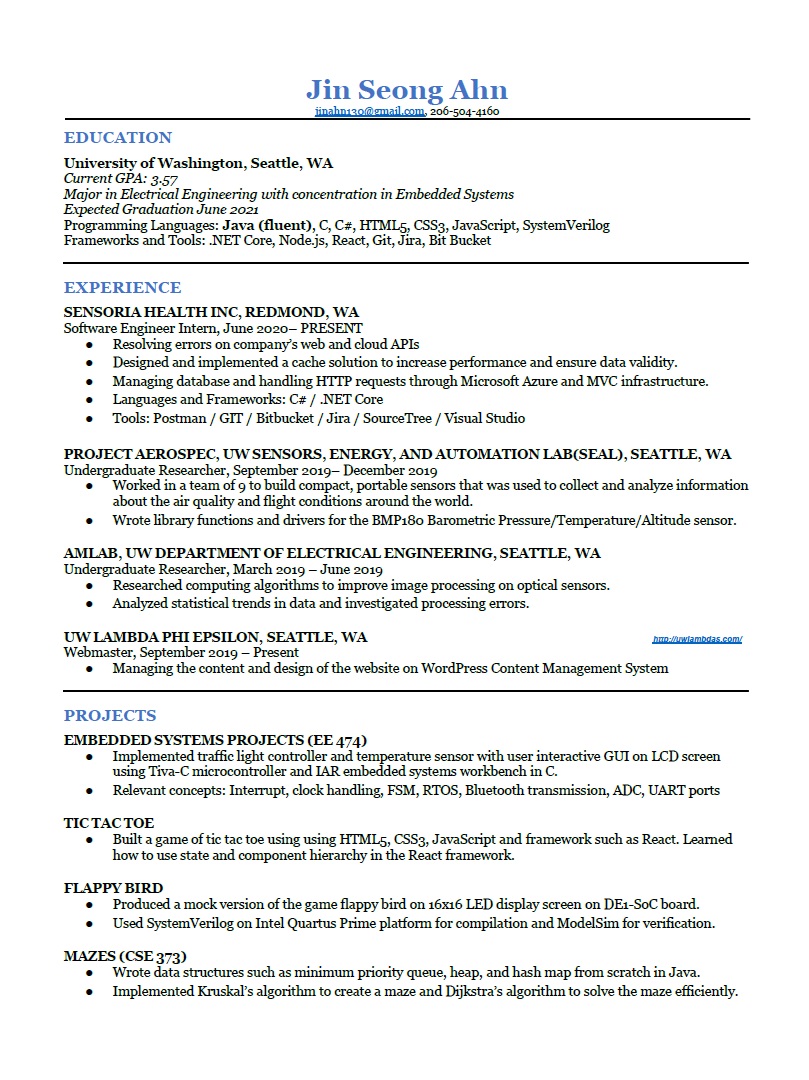 Jin Seong Ahn
jinahn130@gmail.com, 206-504-4160
EDUCATION
University of Washington, Seattle, WA
Current GPA: 3.57
Major in Electrical Engineering with concentration in Embedded Systems
Expected Graduation June 2021
Programming Languages: Java (fluent), C, C#, HTML5, CSS3, JavaScript, SystemVerilog
Frameworks and Tools: .NET Core, Node.js, React, Git, Jira, Bit Bucket
EXPERIENCE
SENSORIA HEALTH INC, REDMOND, WA
Software Engineer Intern, June 2020– PRESENT
● Resolving errors on company's web and cloud APIs
● Designed and implemented a cache solution to increase performance and ensure data validity.
● Managing database and handling HTTP requests through Microsoft Azure and MVC infrastructure.
● Languages and Frameworks: C# / .NET Core
● Tools: Postman / GIT / Bitbucket / Jira / SourceTree / Visual Studio
PROJECT AEROSPEC, UW SENSORS, ENERGY, AND AUTOMATION LAB(SEAL), SEATTLE, WA
Undergraduate Researcher, September 2019– December 2019
● Worked in a team of 9 to build compact, portable sensors that was used to collect and analyze information
about the air quality and flight conditions around the world.
● Wrote library functions and drivers for the BMP180 Barometric Pressure/Temperature/Altitude sensor.
AMLAB, UW DEPARTMENT OF ELECTRICAL ENGINEERING, SEATTLE, WA
Undergraduate Researcher, March 2019 – June 2019
● Researched computing algorithms to improve image processing on optical sensors.
● Analyzed statistical trends in data and investigated processing errors.
UW LAMBDA PHI EPSILON, SEATTLE, WA http://uwlambdas.com/
Webmaster, September 2019 – Present
● Managing the content and design of the website on WordPress Content Management System
PROJECTS
EMBEDDED SYSTEMS PROJECTS (EE 474)
● Implemented traffic light controller and temperature sensor with user interactive GUI on LCD screen
using Tiva-C microcontroller and IAR embedded systems workbench in C.
● Relevant concepts: Interrupt, clock handling, FSM, RTOS, Bluetooth transmission, ADC, UART ports
TIC TAC TOE
● Built a game of tic tac toe using using HTML5, CSS3, JavaScript and framework such as React. Learned
how to use state and component hierarchy in the React framework.
FLAPPY BIRD
● Produced a mock version of the game flappy bird on 16x16 LED display screen on DE1-SoC board.
● Used SystemVerilog on Intel Quartus Prime platform for compilation and ModelSim for verification.
MAZES (CSE 373)
● Wrote data structures such as minimum priority queue, heap, and hash map from scratch in Java.
● Implemented Kruskal's algorithm to create a maze and Dijkstra's algorithm to solve the maze efficiently.